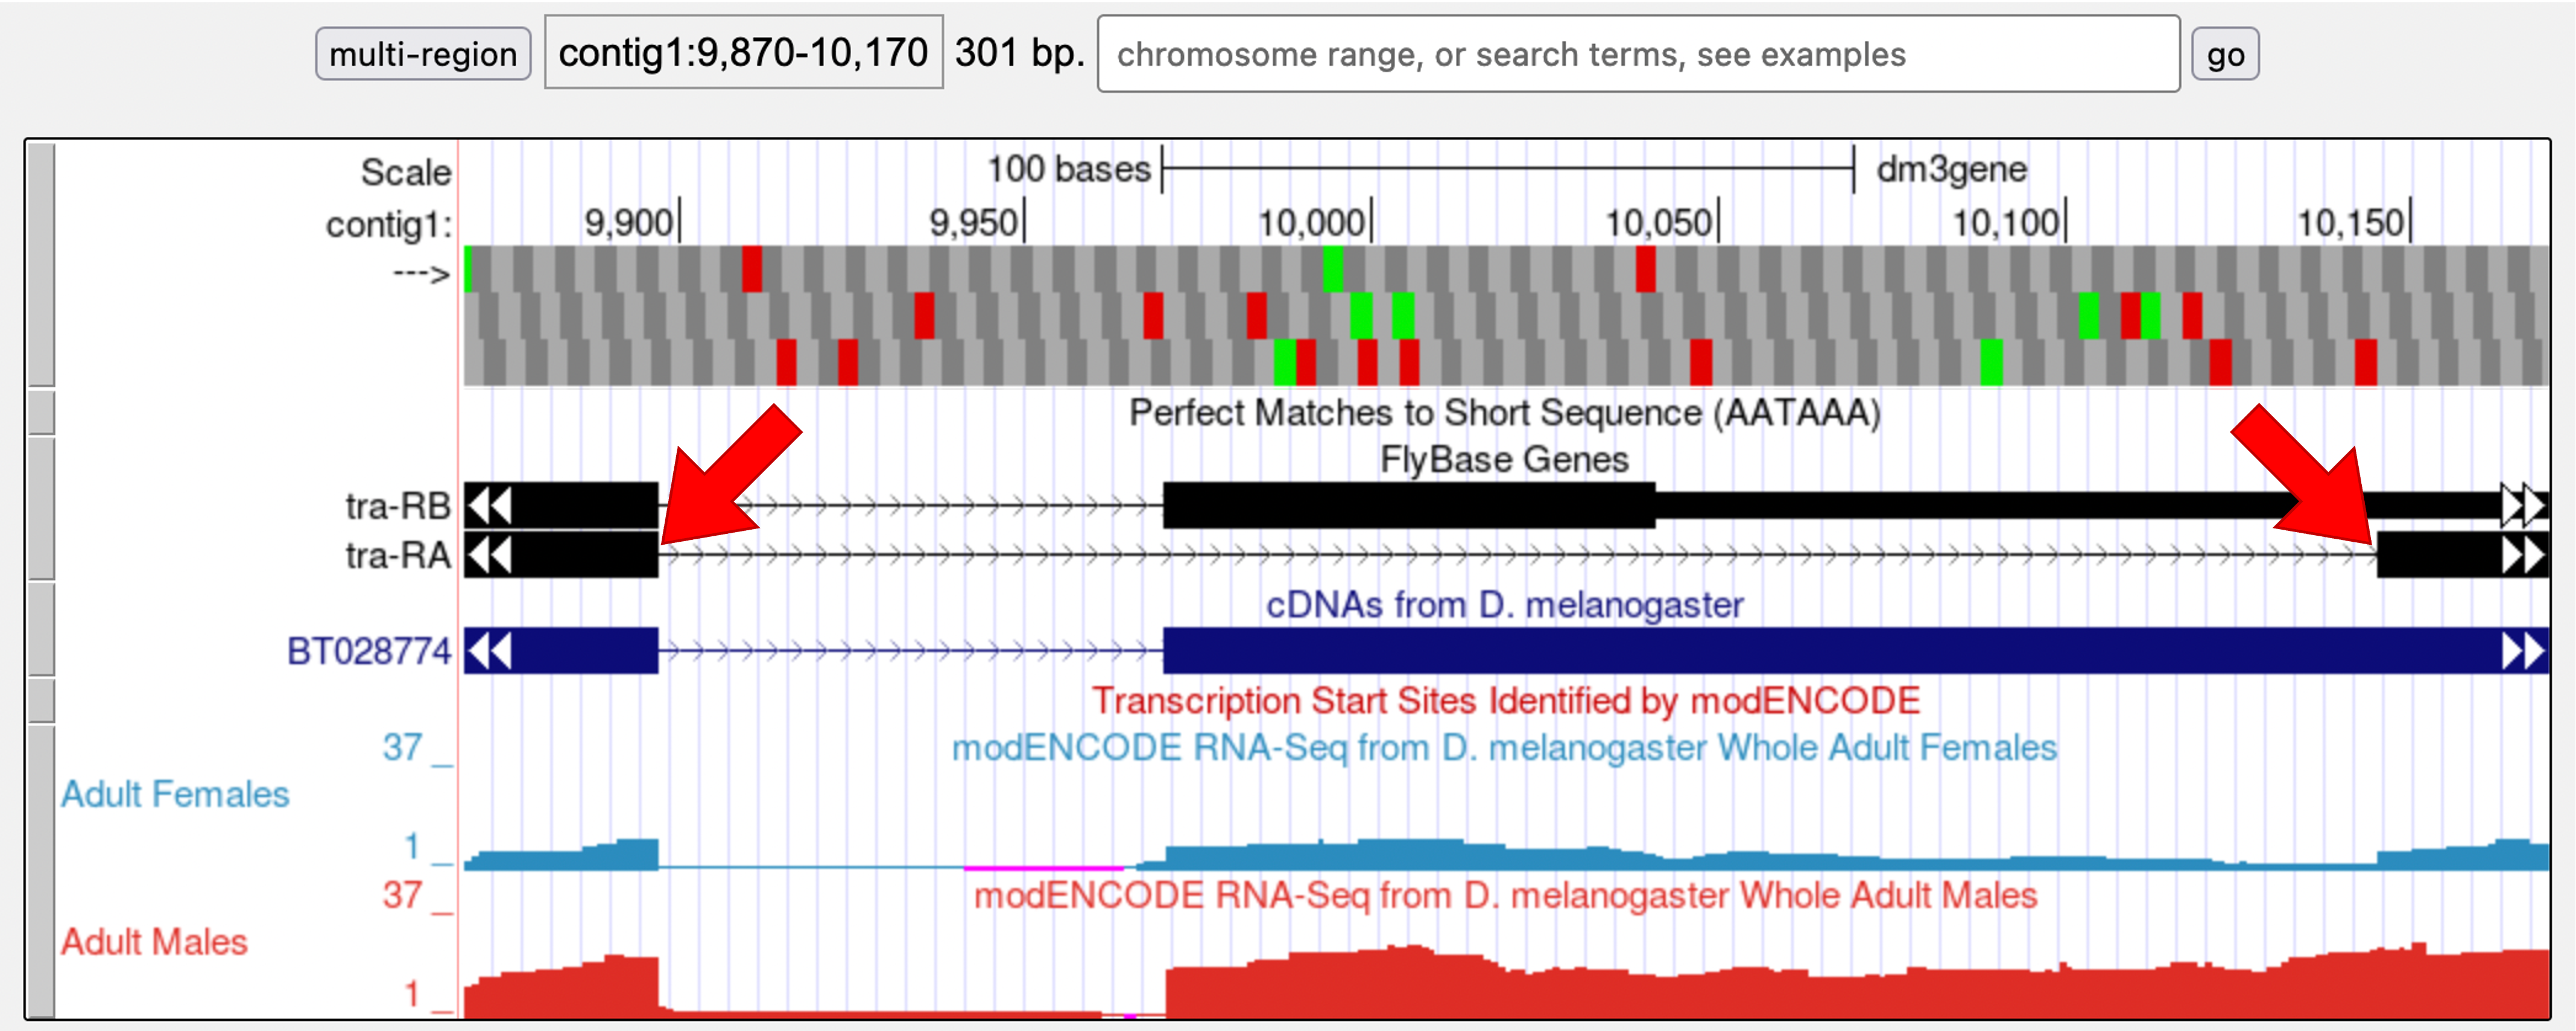 multi-region contig1:9,870-10,170 301 bp. chromosome range, or search terms, see examples go
Scale 100 bases dm3gene
contig1: 9,900 9,950 10,000 10,050 10,100 10,150
--->
Perfect Matches to Short Sequence (AATAAA)
FlyBase Genes
tra-RB
tra-RA
cDNAs from D. melanogaster
BT028774
Transcription Start Sites Identified by modENCODE
37 _ modENCODE RNA-Seq from D. melanogaster Whole Adult Females
Adult Females
1 _
37 _ modENCODE RNA-Seq from D. melanogaster Whole Adult Males
Adult Males
1 _